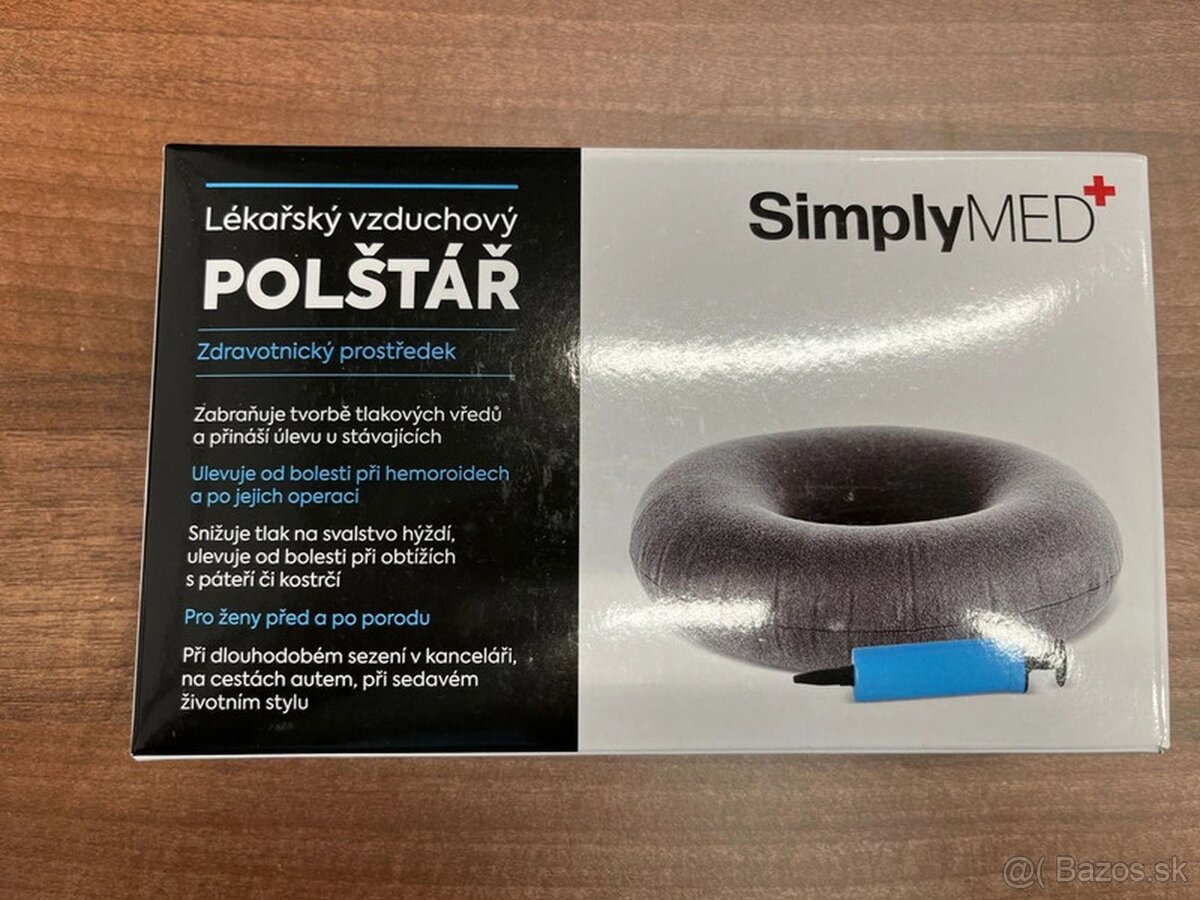 Lékařský vzduchový
POLŠTÁŘ
Zdravotnický prostředek
Zabraňuje tvorbě tlakových vředů
a přináší úlevu u stávajících
Ulevuje od bolesti při hemoroidech
a po jejich operaci
Snižuje tlak na svalstvo hýždí,
ulevuje od bolesti při obtížích
s páteří či kostrčí
Pro ženy před a po porodu
Při dlouhodobém sezení v kanceláři,
na cestách autem, při sedavém
životním stylu
SimplyMED
@( Bazos.sk